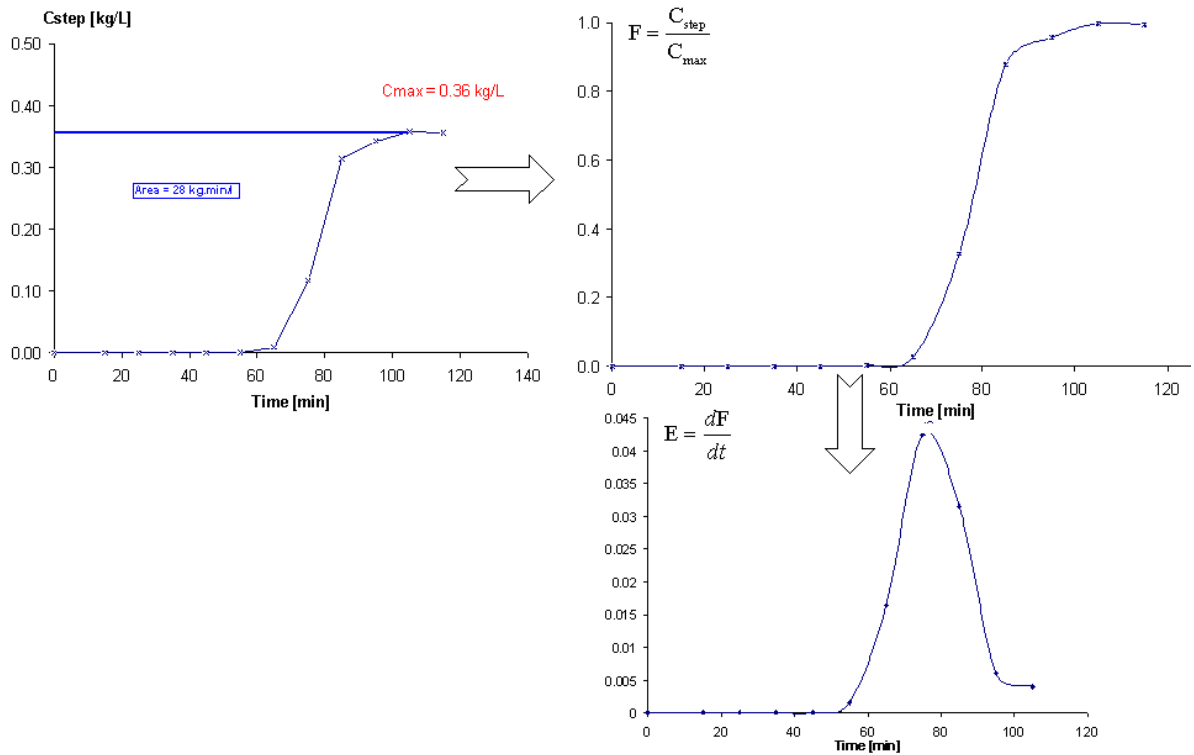 Cstep [kg/L]
0.50
0.40
0.30
0.20
0.10
0.00
Cmax = 0.36 kg/L
Area = 28 kg.min/l
0 20 40 60 80 100 120 140
Time [min]
F = C_step / C_max
1.0
0.8
0.6
0.4
0.2
0.0
0 20 40 60 80 100 120
Time [min]
E = dF / dt
0.045
0.04
0.035
0.03
0.025
0.02
0.015
0.01
0.005
0
0 20 40 60 80 100 120
Time [min]